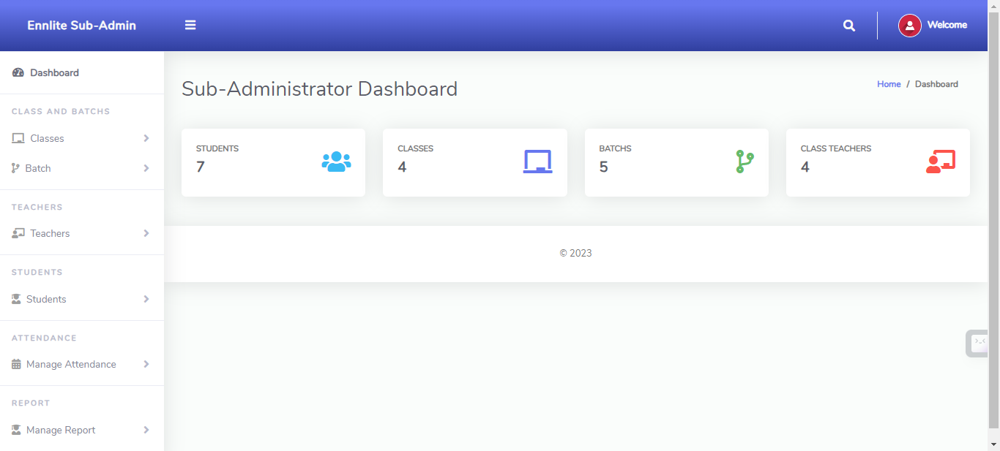 Ennlite Sub-Admin
Welcome
Dashboard
CLASS AND BATCHS
Classes
Batch
TEACHERS
Teachers
STUDENTS
Students
ATTENDANCE
Manage Attendance
REPORT
Manage Report
Sub-Administrator Dashboard
Home / Dashboard
STUDENTS
7
CLASSES
4
BATCHS
5
CLASS TEACHERS
4
© 2023